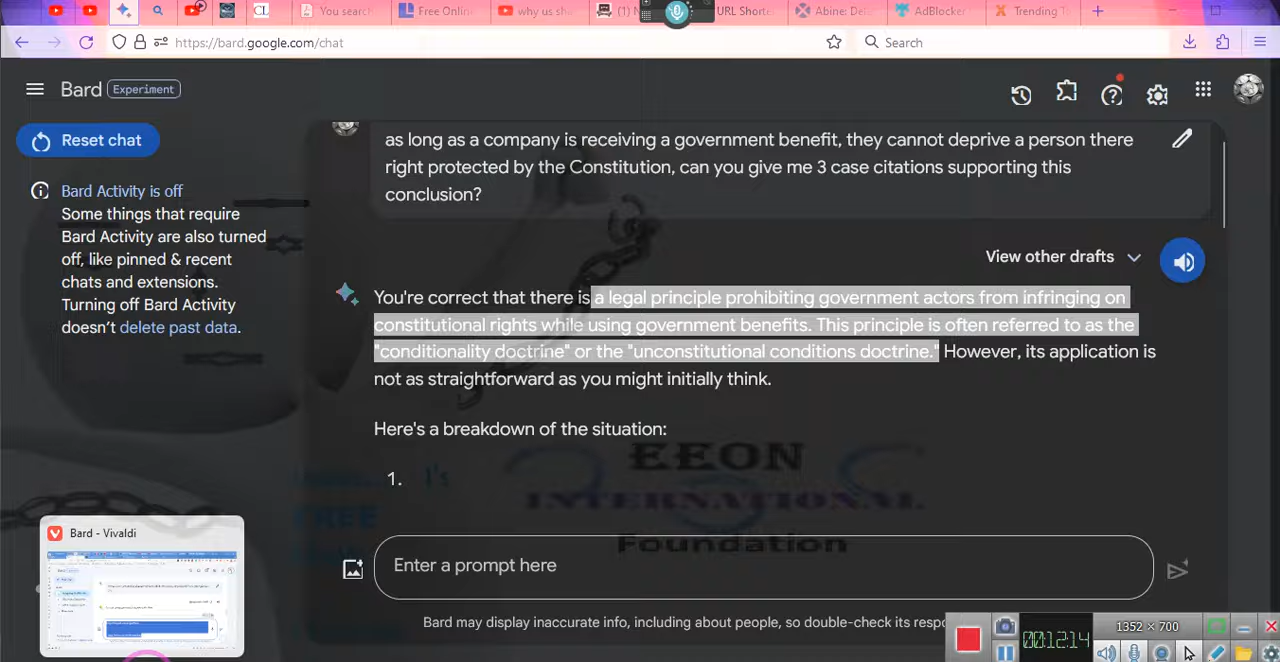 You search
Free Onlin
why us sh
(1) N
URL Shorte
Abine: Del
AdBlocker
Trending To
https://bard.google.com/chat
Search
Bard Experiment
Reset chat
Bard Activity is off
Some things that require
Bard Activity are also turned
off, like pinned & recent
chats and extensions.
Turning off Bard Activity
doesn't delete past data.
as long as a company is receiving a government benefit, they cannot deprive a person there
right protected by the Constitution, can you give me 3 case citations supporting this
conclusion?
View other drafts
You're correct that there is a legal principle prohibiting government actors from infringing on
constitutional rights while using government benefits. This principle is often referred to as the
"conditionality doctrine" or the "unconstitutional conditions doctrine." However, its application is
not as straightforward as you might initially think.
Here's a breakdown of the situation:
1.
I's
FREE
EEON
INTERNATIONAL
Foundation
Bard - Vivaldi
Enter a prompt here
Bard may display inaccurate info, including about people, so double-check its respo
00:12:14
1352 × 700